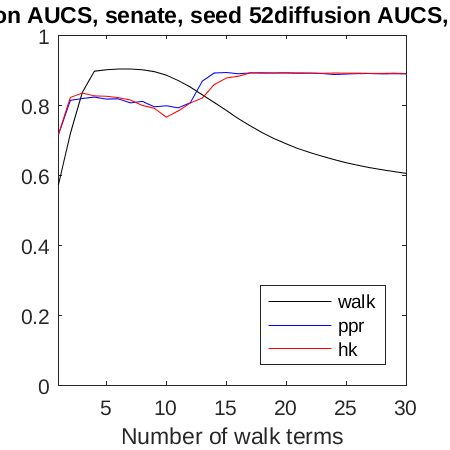 on AUCS, senate, seed 52diffusion AUCS,
1
0.8
0.6
0.4
0.2
0
walk
ppr
hk
5 10 15 20 25 30
Number of walk terms